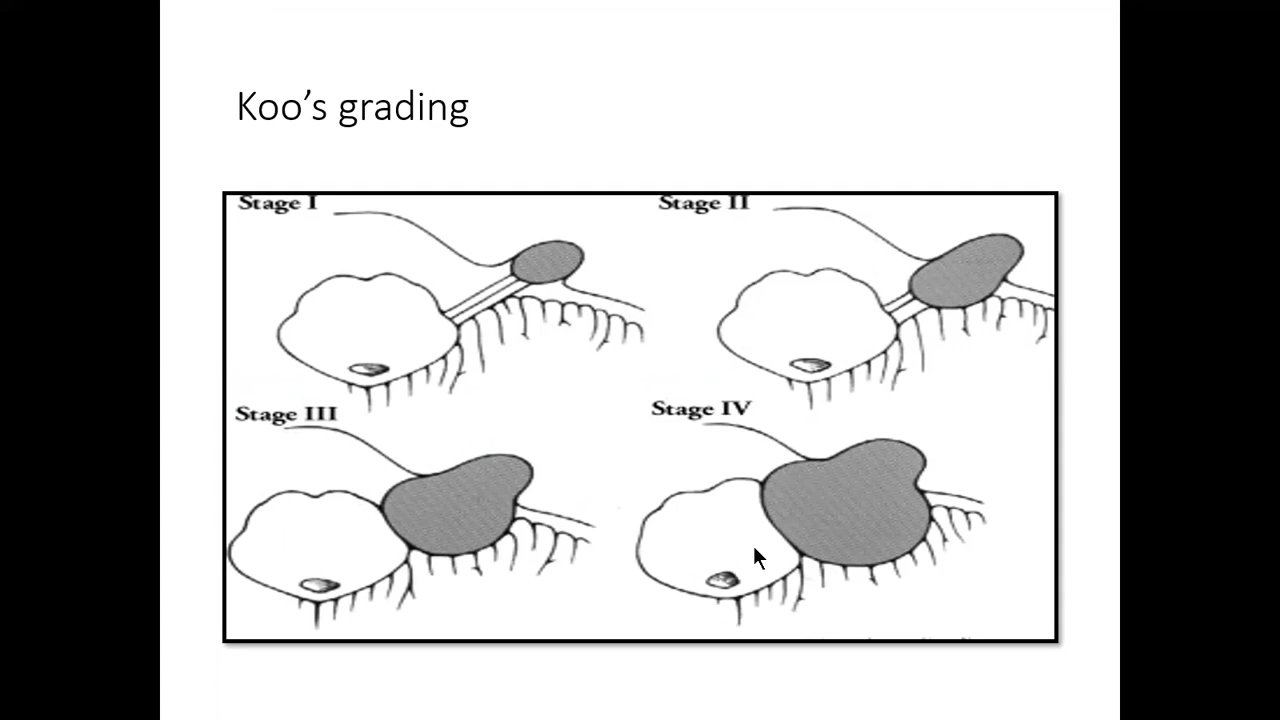 Koo's grading
Stage I
Stage II
Stage III
Stage IV